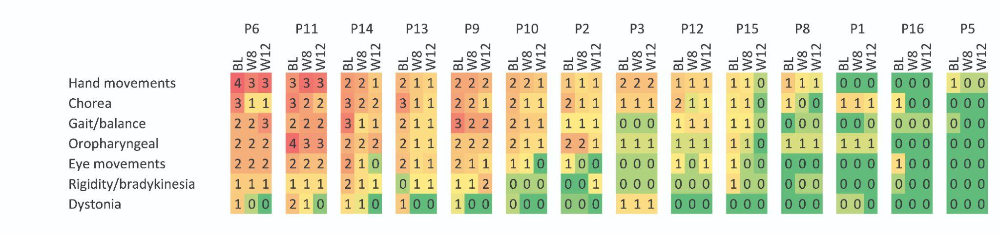 P6 P11 P14 P13 P9 P10 P2 P3 P12 P15 P8 P1 P16 P5
BL W8 W12 BL W8 W12 BL W8 W12 BL W8 W12 BL W8 W12 BL W8 W12 BL W8 W12 BL W8 W12 BL W8 W12 BL W8 W12 BL W8 W12 BL W8 W12 BL W8 W12 BL W8 W12
Hand movements 4 3 3 3 3 3 2 2 1 2 1 1 2 2 2 2 2 1 1 1 1 2 2 2 1 1 1 1 1 0 1 1 1 0 0 0 0 0 0 1 0 0
Chorea 3 1 1 3 2 2 3 2 2 3 1 1 2 2 1 2 1 1 2 1 1 1 1 1 2 1 1 1 1 0 1 0 0 1 1 1 1 0 0 0 0 0
Gait/balance 2 2 3 2 2 2 3 1 1 2 1 1 3 2 2 2 1 1 1 1 1 0 0 0 1 1 1 1 1 0 0 0 0 0 0 0 0 0 0 0 0 0
Oropharyngeal 2 2 2 4 3 3 2 2 2 2 1 1 2 2 2 2 1 1 2 2 1 1 1 1 1 1 1 1 1 0 1 1 1 1 1 1 0 0 0 0 0 0
Eye movements 2 2 2 2 2 2 2 1 0 2 1 1 2 1 1 1 1 0 1 0 0 0 0 0 1 0 1 1 0 0 0 0 0 0 0 0 1 0 0 0 0 0
Rigidity/bradykinesia 1 1 1 1 1 1 2 1 1 0 1 1 1 1 2 0 0 0 0 0 1 0 0 0 0 0 0 1 0 0 0 0 0 0 0 0 0 0 0 0 0 0
Dystonia 1 0 0 2 1 0 1 1 0 1 0 0 1 0 0 0 0 0 0 0 0 1 1 1 0 0 0 0 0 0 0 0 0 0 0 0 0 0 0 0 0 0